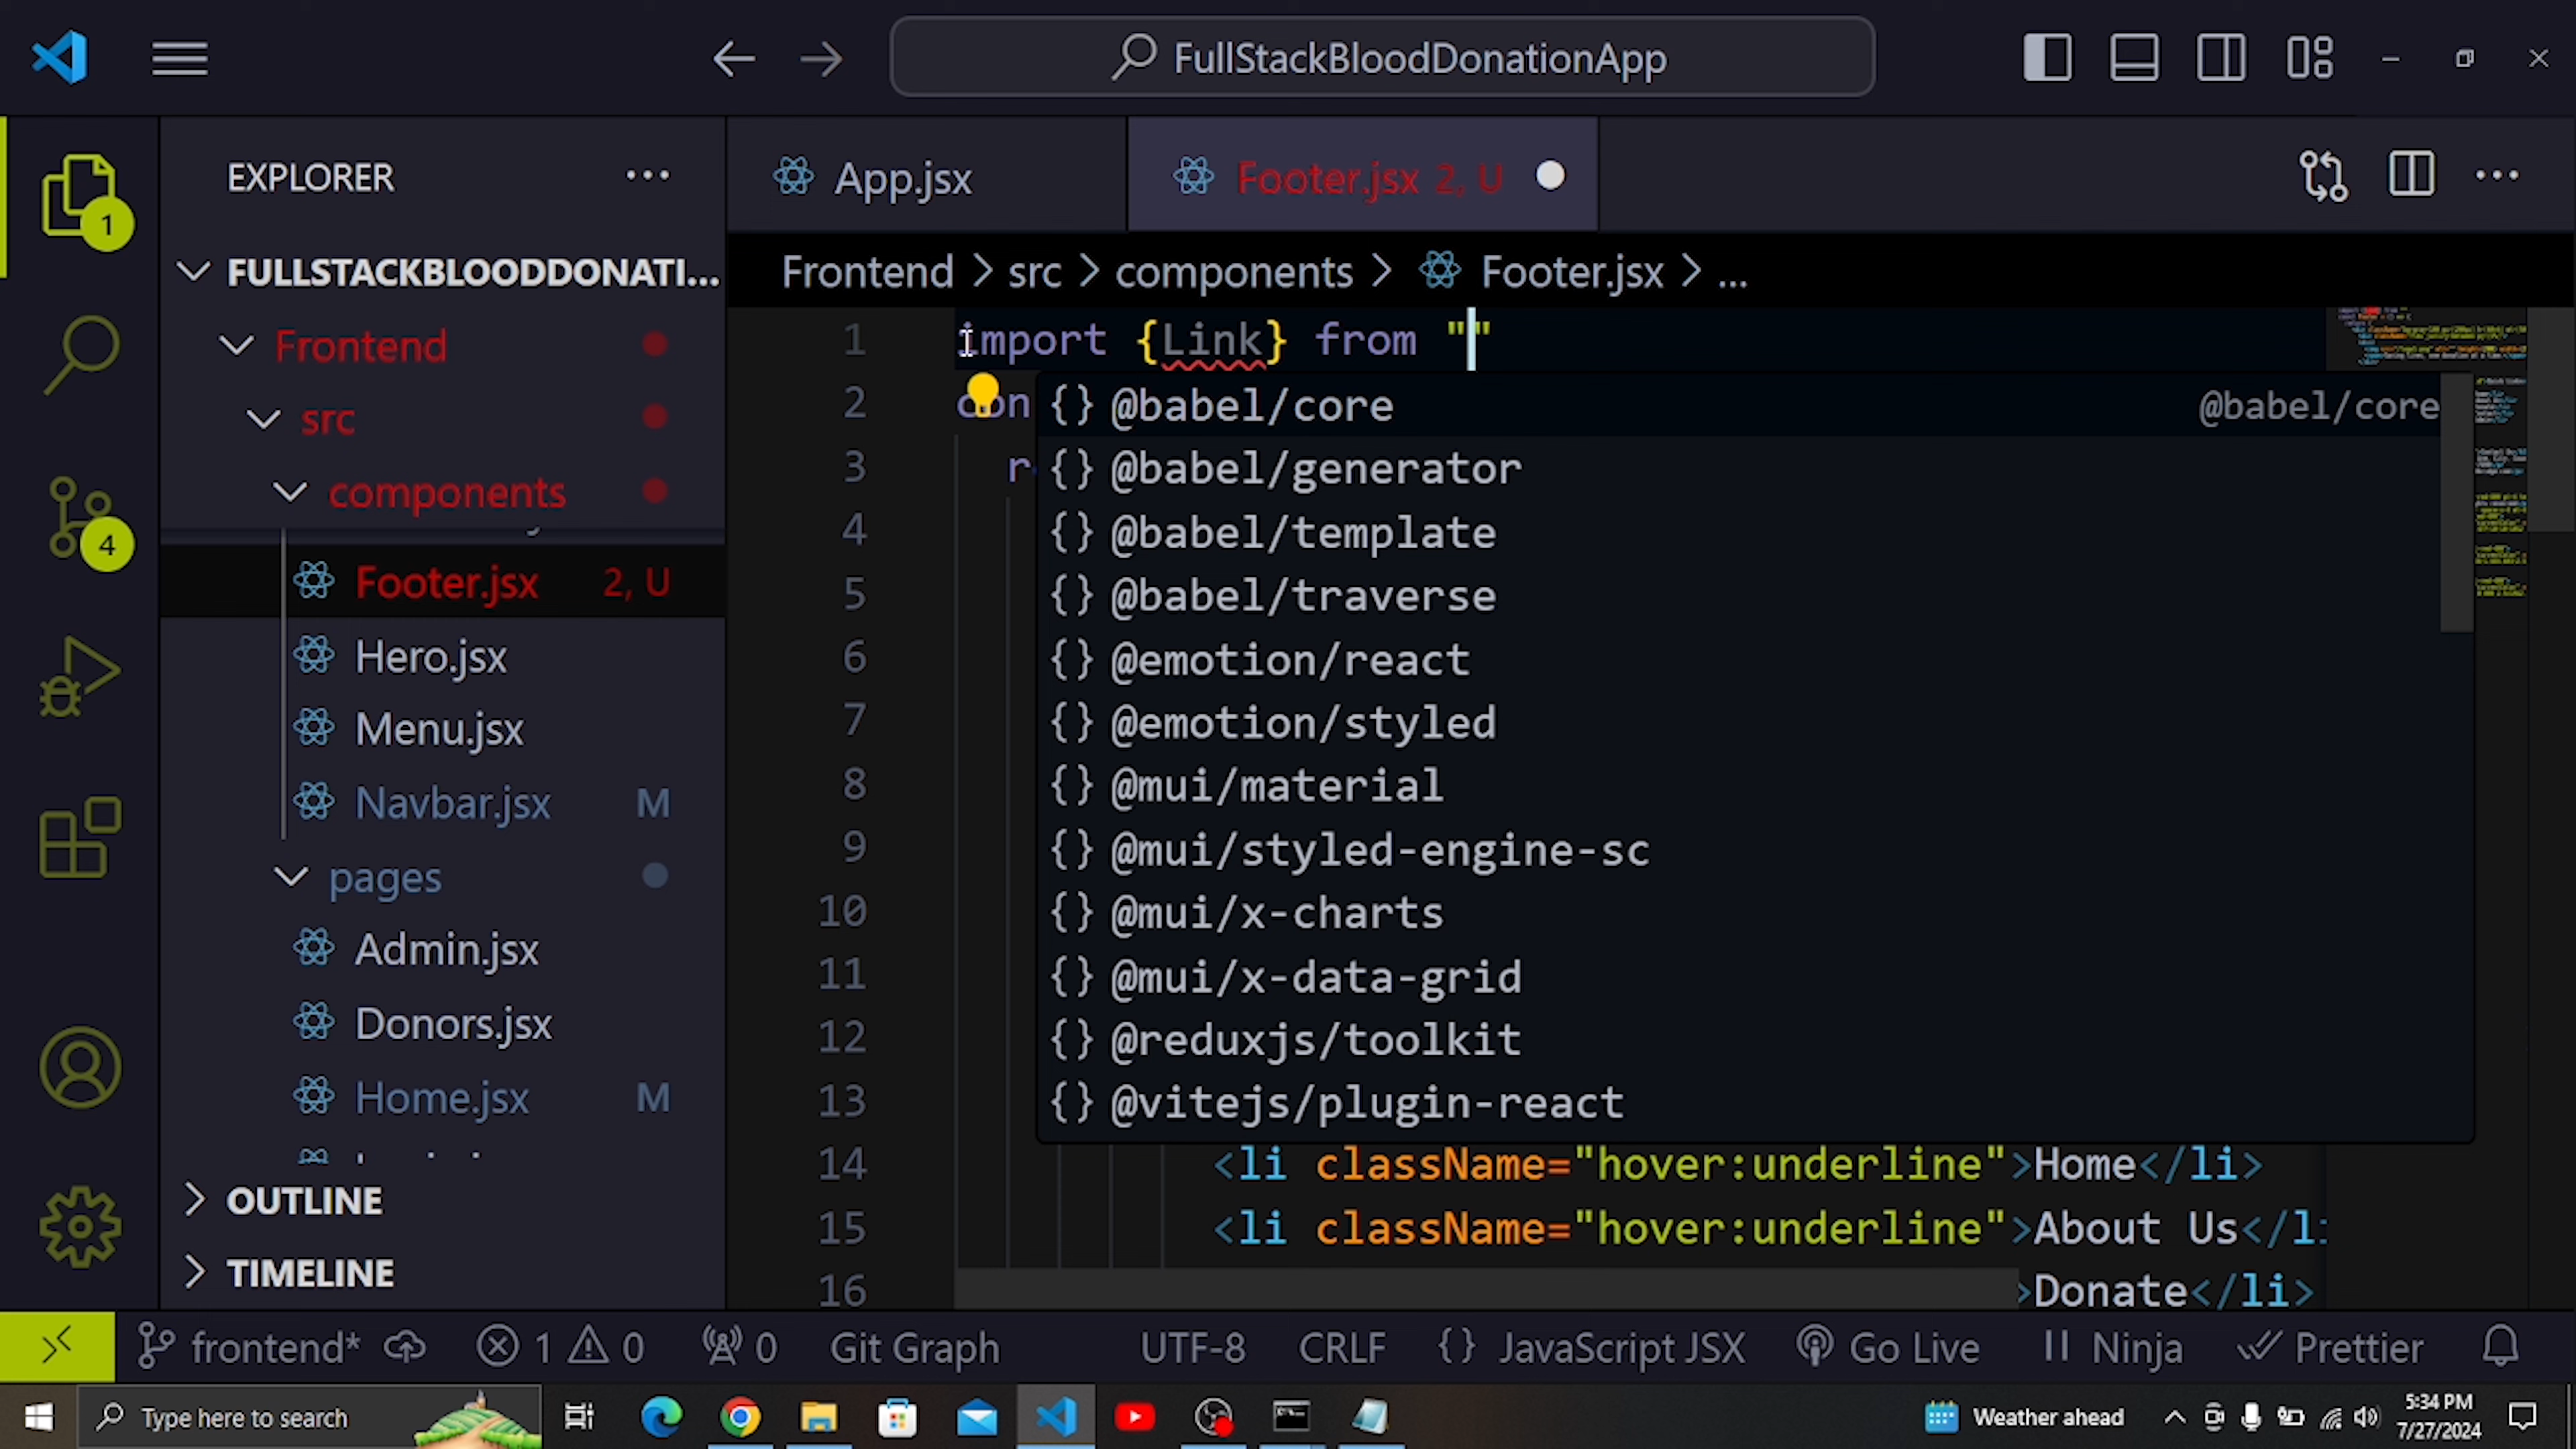 FullStackBloodDonationApp
EXPLORER
App.jsx
Footer.jsx 2, U
1
FULLSTACKBLOODDONATI...
Frontend > src > components > Footer.jsx > ...
Frontend
src
components
4
Footer.jsx 2, U
Hero.jsx
Menu.jsx
Navbar.jsx M
pages
Admin.jsx
Donors.jsx
Home.jsx M
OUTLINE
TIMELINE
1 import {Link} from ""
2 con
3 r
4
5
6
7
8
9
10
11
12
13
{} @babel/core @babel/core
{} @babel/generator
{} @babel/template
{} @babel/traverse
{} @emotion/react
{} @emotion/styled
{} @mui/material
{} @mui/styled-engine-sc
{} @mui/x-charts
{} @mui/x-data-grid
{} @reduxjs/toolkit
{} @vitejs/plugin-react
14 <li className="hover:underline">Home</li>
15 <li className="hover:underline">About Us</li
16 >Donate</li>
frontend* 1 0 0 Git Graph UTF-8 CRLF {} JavaScript JSX Go Live Ninja Prettier
Type here to search
Weather ahead
5:34 PM
7/27/2024